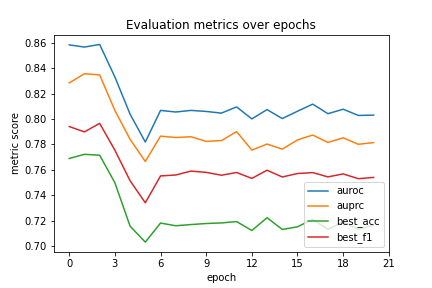 Evaluation metrics over epochs
metric score
0.86
0.84
0.82
0.80
0.78
0.76
0.74
0.72
0.70
auroc
auprc
best_acc
best_f1
0 3 6 9 12 15 18 21
epoch